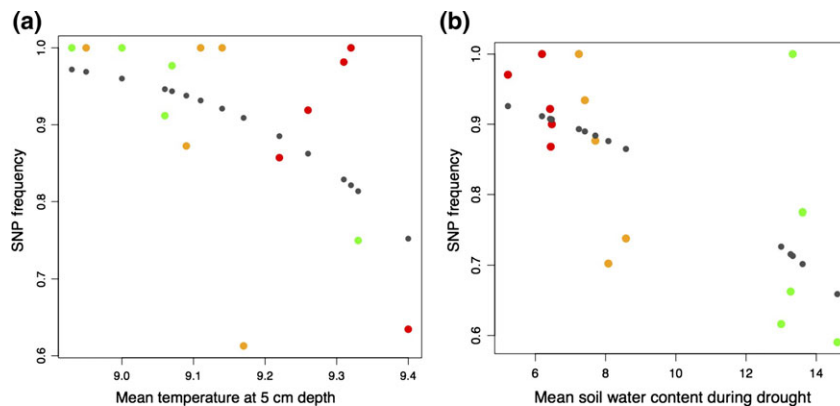 (a)
SNP frequency
1.0
0.9
0.8
0.7
0.6
9.0 9.1 9.2 9.3 9.4
Mean temperature at 5 cm depth
(b)
SNP frequency
1.0
0.9
0.8
0.7
0.6
6 8 10 12 14
Mean soil water content during drought